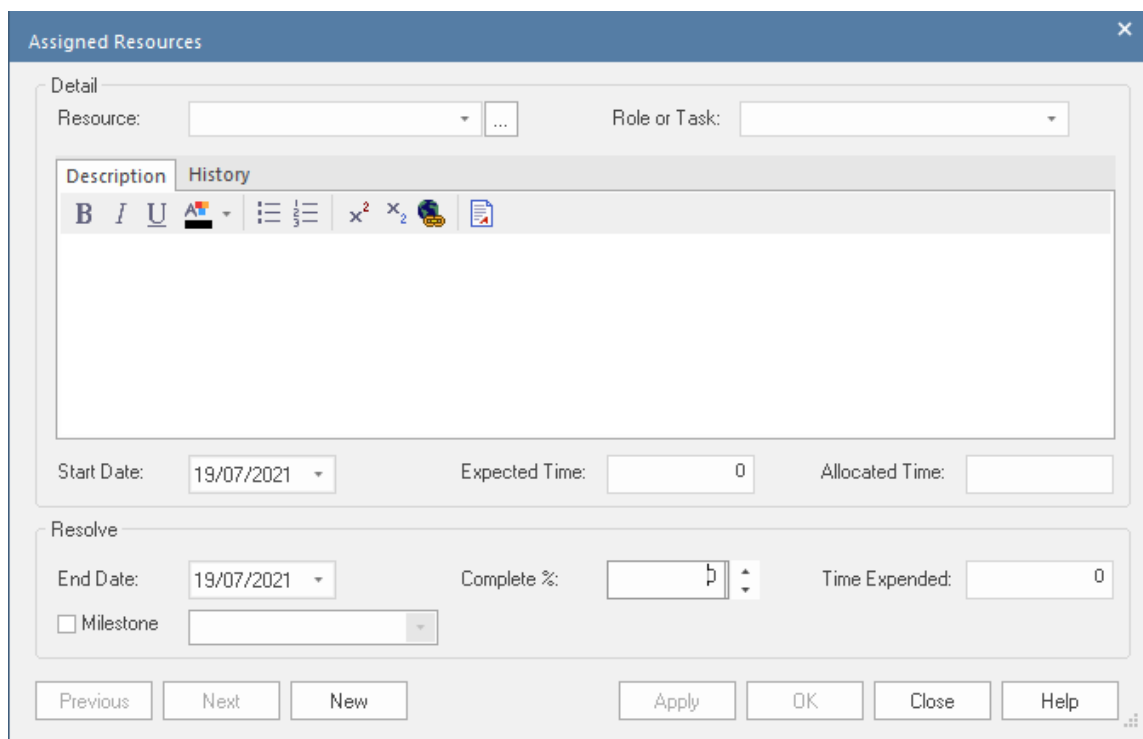 Assigned Resources
Detail
Resource: ... Role or Task:
Description History
B I U A x² x₂
Start Date: 19/07/2021 Expected Time: 0 Allocated Time:
Resolve
End Date: 19/07/2021 Complete %: 0 Time Expended: 0
Milestone
Previous Next New Apply OK Close Help